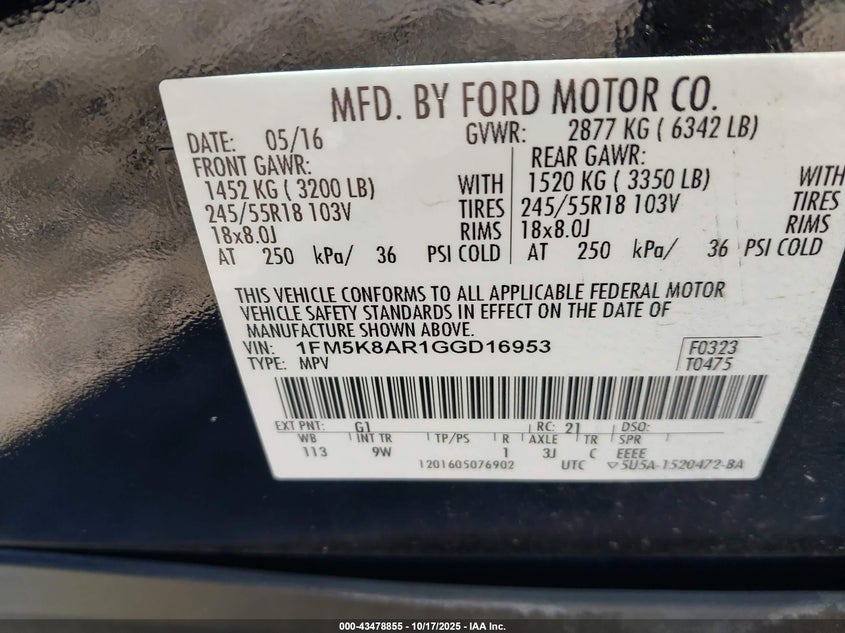 MFD. BY FORD MOTOR CO.
DATE: 05/16 GVWR: 2877 KG ( 6342 LB)
FRONT GAWR: REAR GAWR:
1452 KG ( 3200 LB) WITH 1520 KG ( 3350 LB) WITH
245/55R18 103V TIRES 245/55R18 103V TIRES
18x8.0J RIMS 18x8.0J RIMS
AT 250 kPa/ 36 PSI COLD AT 250 kPa/ 36 PSI COLD
THIS VEHICLE CONFORMS TO ALL APPLICABLE FEDERAL MOTOR
VEHICLE SAFETY STANDARDS IN EFFECT ON THE DATE OF
MANUFACTURE SHOWN ABOVE.
VIN: 1FM5K8AR1GGD16953 F0323
TYPE: MPV T0475
EXT PNT: G1 RC: 21 DSO:
WB INT TR TP/PS R AXLE TR SPR
113 9W 1 3J C EEEE
1201605076902 UTC ▽5U5A-1520472-BA
000-43478855 - 10/17/2025 - IAA Inc.